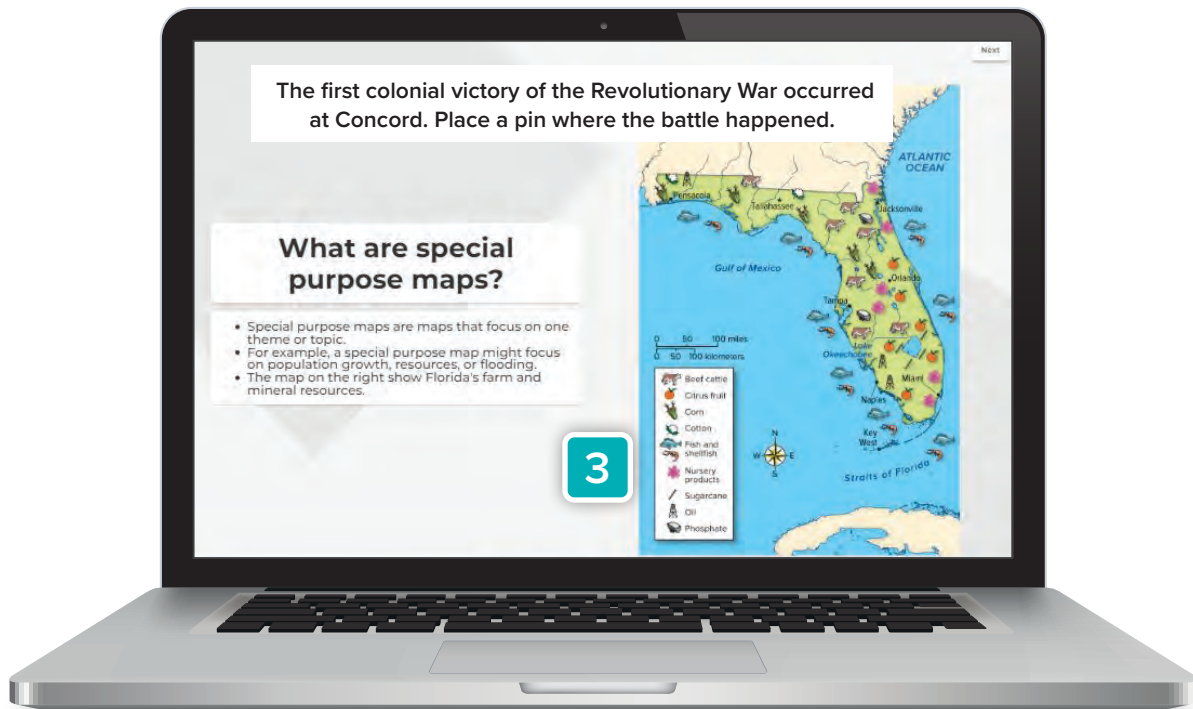 Next
The first colonial victory of the Revolutionary War occurred
at Concord. Place a pin where the battle happened.
What are special
purpose maps?
• Special purpose maps are maps that focus on one
theme or topic.
• For example, a special purpose map might focus
on population growth, resources, or flooding.
• The map on the right show Florida's farm and
mineral resources.
3
ATLANTIC
OCEAN
Pensacola
Tallahassee
Jacksonville
Gulf of Mexico
Orlando
Tampa
Lake
Okeechobee
Miami
Naples
Key
West
Straits of Florida
0 50 100 miles
0 50 100 kilometers
Beef cattle
Citrus fruit
Corn
Cotton
Fish and
shellfish
Nursery
products
Sugarcane
Oil
Phosphate
N
W E
S